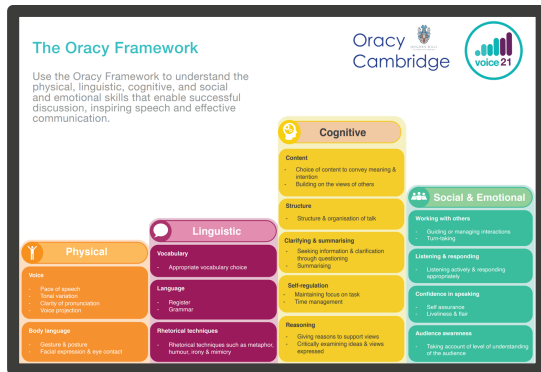 The Oracy Framework
Use the Oracy Framework to understand the
physical, linguistic, cognitive, and social
and emotional skills that enable successful
discussion, inspiring speech and effective
communication.
Oracy
Cambridge
voice 21
Physical
Voice
- Pace of speech
- Tonal variation
- Clarity of pronunciation
- Voice projection
Body language
- Gesture & posture
- Facial expression & eye contact
Linguistic
Vocabulary
- Appropriate vocabulary choice
Language
- Register
- Grammar
Rhetorical techniques
- Rhetorical techniques such as metaphor,
humour, irony & mimicry
Cognitive
Content
- Choice of content to convey meaning &
intention
- Building on the views of others
Structure
- Structure & organisation of talk
Clarifying & summarising
- Seeking information & clarification
through questioning
- Summarising
Self-regulation
- Maintaining focus on task
- Time management
Reasoning
- Giving reasons to support views
- Critically examining ideas & views
expressed
Social & Emotional
Working with others
- Guiding or managing interactions
- Turn-taking
Listening & responding
- Listening actively & responding
appropriately
Confidence in speaking
- Self assurance
- Liveliness & flair
Audience awareness
- Taking account of level of understanding
of the audience